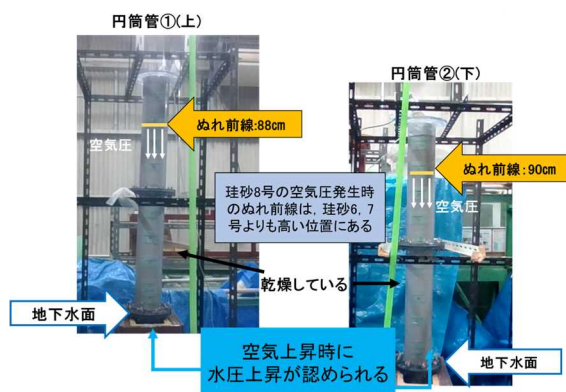 円筒管①(上)
円筒管②(下)
ぬれ前線:88cm
空気圧
ぬれ前線:90cm
空気圧
珪砂8号の空気圧発生時
のぬれ前線は，珪砂6，7
号よりも高い位置にある
乾燥している
地下水面
空気上昇時に
水圧上昇が認められる
地下水面